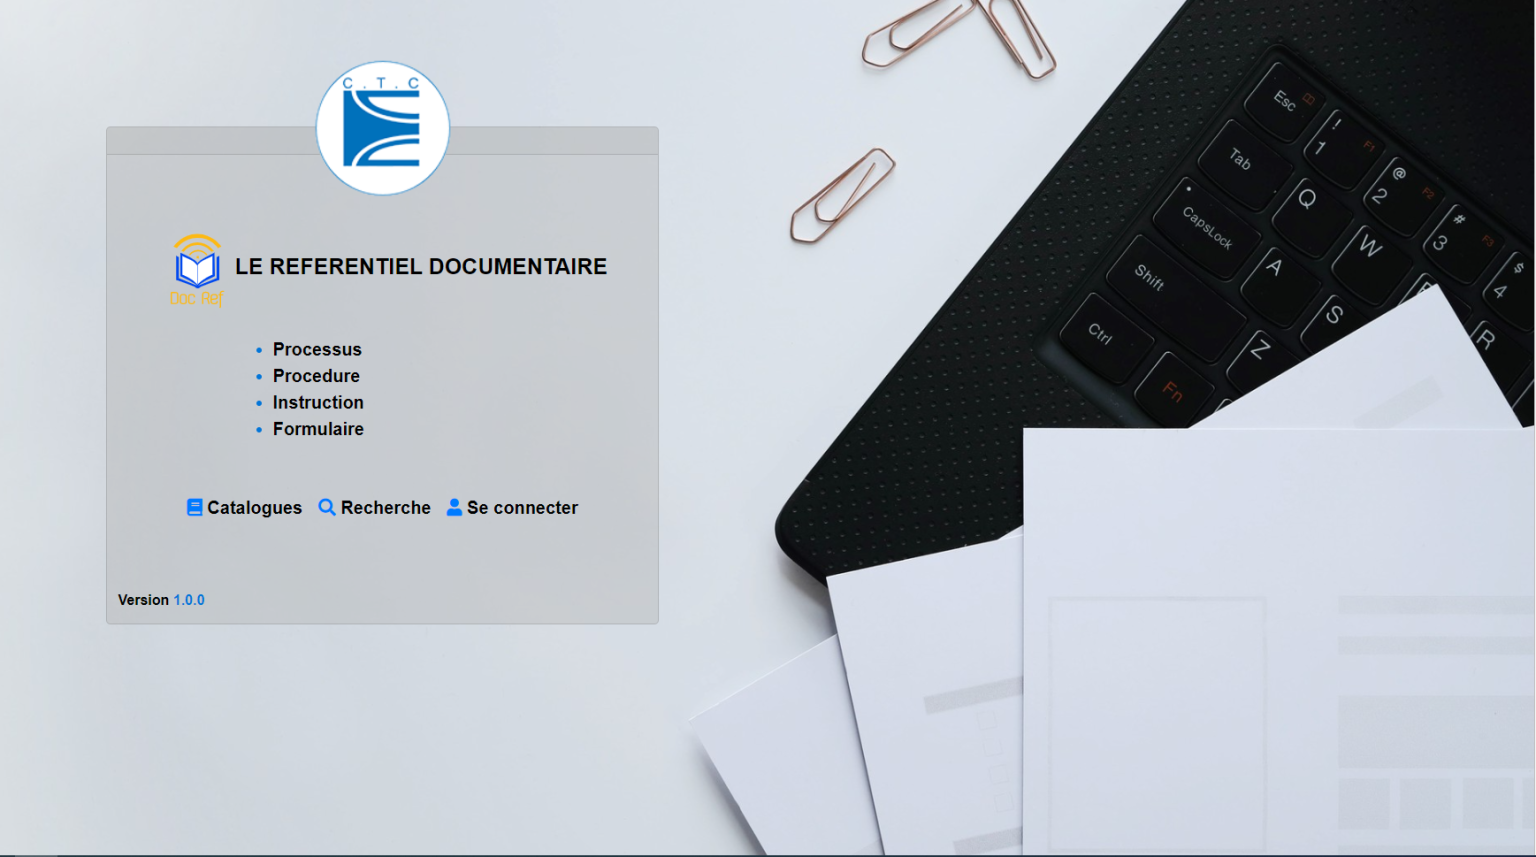 C . T . C
LE REFERENTIEL DOCUMENTAIRE
Doc Ref
Processus
Procedure
Instruction
Formulaire
Catalogues Recherche Se connecter
Version 1.0.0
Esc
! 1 F1
@ 2 F2
# 3 F3
$ 4
Tab
Q
W
R
CapsLock
A
S
Shift
Z
Ctrl
Fn